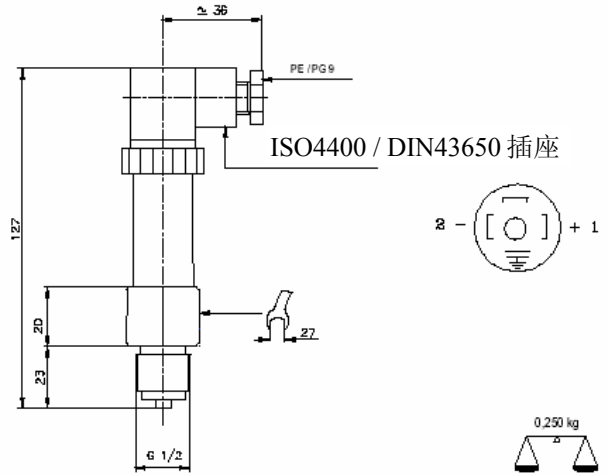 ≃ 36
PE/PG9
ISO4400 / DIN43650 插座
127
2 - + 1
20
27
23
G 1/2
0,250 kg